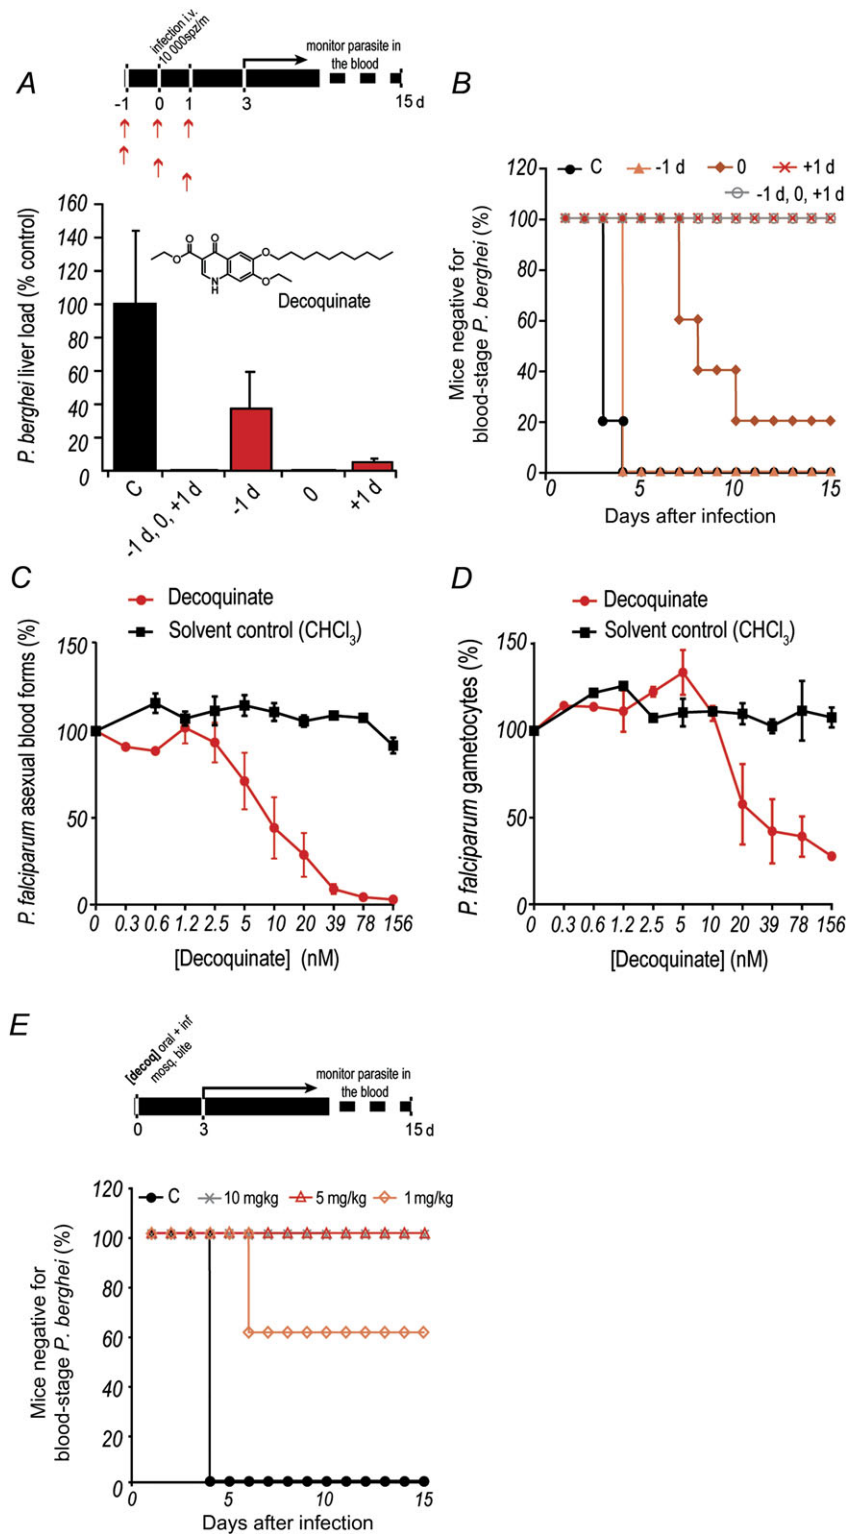 A
infection i.v.
10 000spz/m
monitor parasite in
the blood
-1
0
1
3
15 d
160
140
120
100
80
60
40
20
0
P. berghei liver load (% control)
O
O
O
O
O
N
H
Decoquinate
C
-1 d, 0, +1 d
-1 d
0
+1 d
B
C
-1 d
0
+1 d
-1 d, 0, +1 d
120
100
80
60
40
20
0
Mice negative for
blood-stage P. berghei (%)
0
5
10
15
Days after infection
C
Decoquinate
Solvent control (CHCl3)
150
100
50
0
P. falciparum asexual blood forms (%)
0 0.3 0.6 1.2 2.5 5 10 20 39 78 156
[Decoquinate] (nM)
D
Decoquinate
Solvent control (CHCl3)
150
100
50
0
P. falciparum gametocytes (%)
0 0.3 0.6 1.2 2.5 5 10 20 39 78 156
[Decoquinate] (nM)
E
[decoq] oral + inf
mosq. bite
monitor parasite in
the blood
0
3
15 d
C
10 mgkg
5 mg/kg
1 mg/kg
120
100
80
60
40
20
0
Mice negative for
blood-stage P. berghei (%)
0
5
10
15
Days after infection